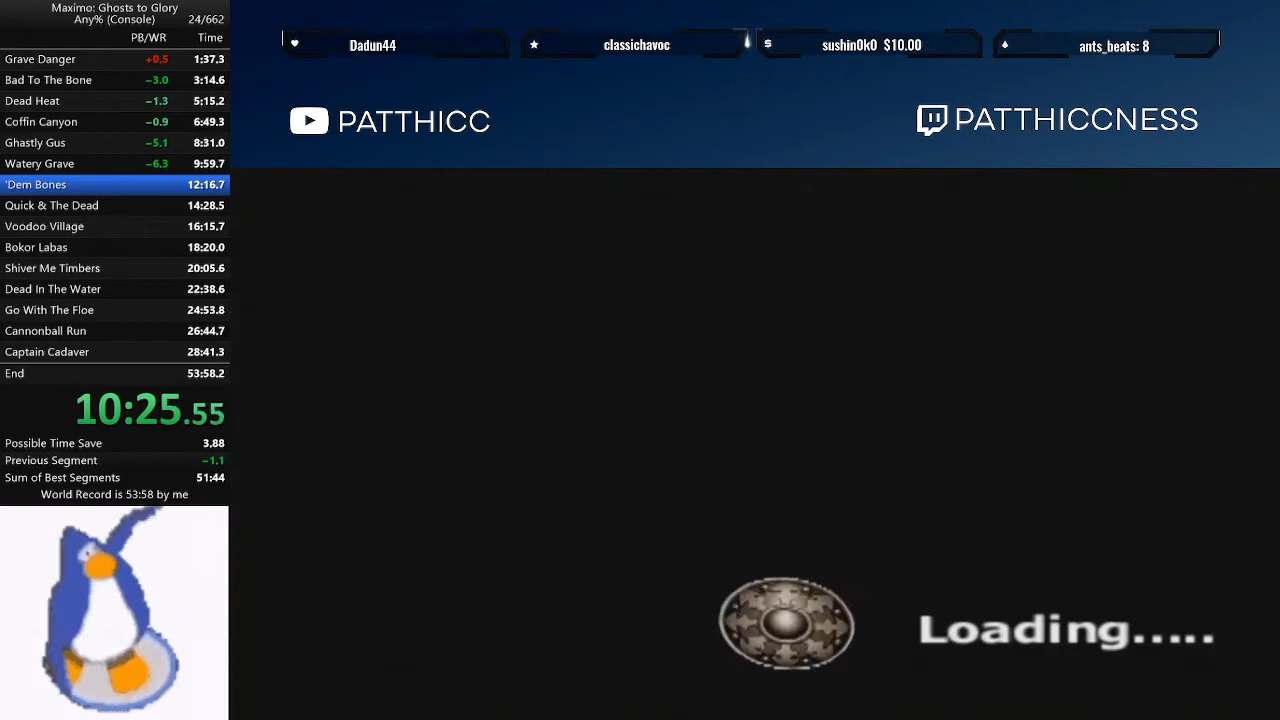 Maximo: Ghosts to Glory
Any% (Console) 24/662
PB/WR Time
Grave Danger +0.5 1:37.3
Bad To The Bone −3.0 3:14.6
Dead Heat −1.3 5:15.2
Coffin Canyon −0.9 6:49.3
Ghastly Gus −5.1 8:31.0
Watery Grave −6.3 9:59.7
'Dem Bones 12:16.7
Quick & The Dead 14:28.5
Voodoo Village 16:15.7
Bokor Labas 18:20.0
Shiver Me Timbers 20:05.6
Dead In The Water 22:38.6
Go With The Floe 24:53.8
Cannonball Run 26:44.7
Captain Cadaver 28:41.3
End 53:58.2
10:25.55
Possible Time Save 3.88
Previous Segment −1.1
Sum of Best Segments 51:44
World Record is 53:58 by me
Dadun44 classichavoc sushin0k0 $10.00 ants_beats: 8
PATTHICC PATTHICCNESS
Loading.....